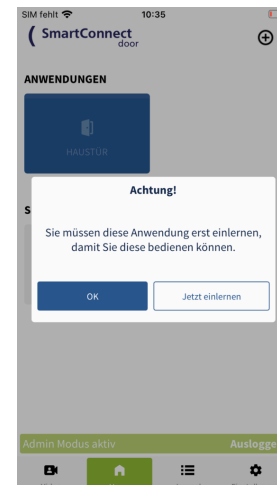 SIM fehlt 10:35
SmartConnect
door
ANWENDUNGEN
HAUSTÜR
Achtung!
S
Sie müssen diese Anwendung erst einlernen,
damit Sie diese bedienen können.
OK Jetzt einlernen
Admin Modus aktiv Auslogge